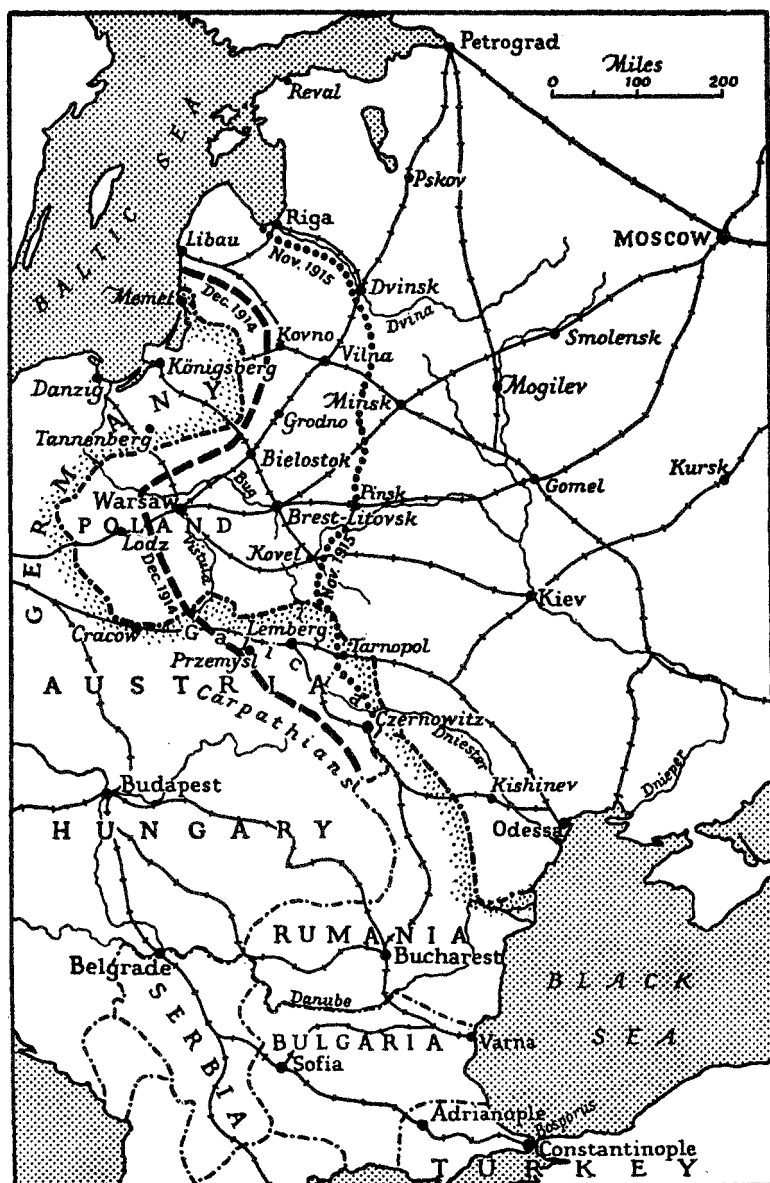 Petrograd
Miles
0 100 200
Reval
BALTIC SEA
Pskov
Riga
Libau
MOSCOW
Nov. 1915
Dvinsk
Memel
Dec. 1914
Dvina
Smolensk
Kovno
Vilna
Königsberg
Danzig
Mogilev
Minsk
Grodno
Tannenberg
GERMANY
Bielostok
Kursk
Bug
Gomel
Pinsk
Warsaw
Brest-Litovsk
POLAND
Lodz
Vistula
Kovel
Nov. 1915
Dec. 1914
Kiev
Cracow
Galicia
Lemberg
Tarnopol
Przemysl
AUSTRIA
Carpathians
Czernowitz
Dniester
Dnieper
Kishinev
Budapest
Odessa
HUNGARY
RUMANIA
Bucharest
Belgrade
BLACK
SEA
Danube
SERBIA
BULGARIA
Varna
Sofia
Adrianople
Bosporus
Constantinople
TURKEY